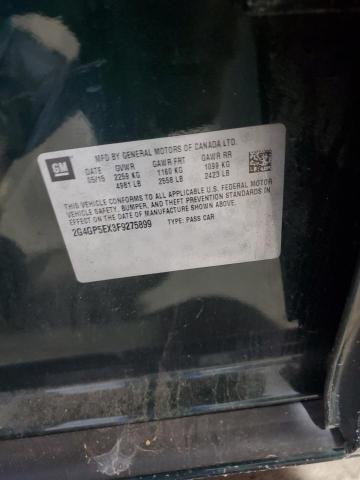 GM
MFD BY GENERAL MOTORS OF CANADA LTD.
DATE GVWR GAWR FRT GAWR RR
05/15 2259 KG 1160 KG 1099 KG
4981 LB 2558 LB 2423 LB
THIS VEHICLE CONFORMS TO ALL APPLICABLE U.S. FEDERAL MOTOR
VEHICLE SAFETY, BUMPER, AND THEFT PREVENTION STANDARDS IN
EFFECT ON THE DATE OF MANUFACTURE SHOWN ABOVE.
2G4GP5EX3F9275899 TYPE: PASS CAR